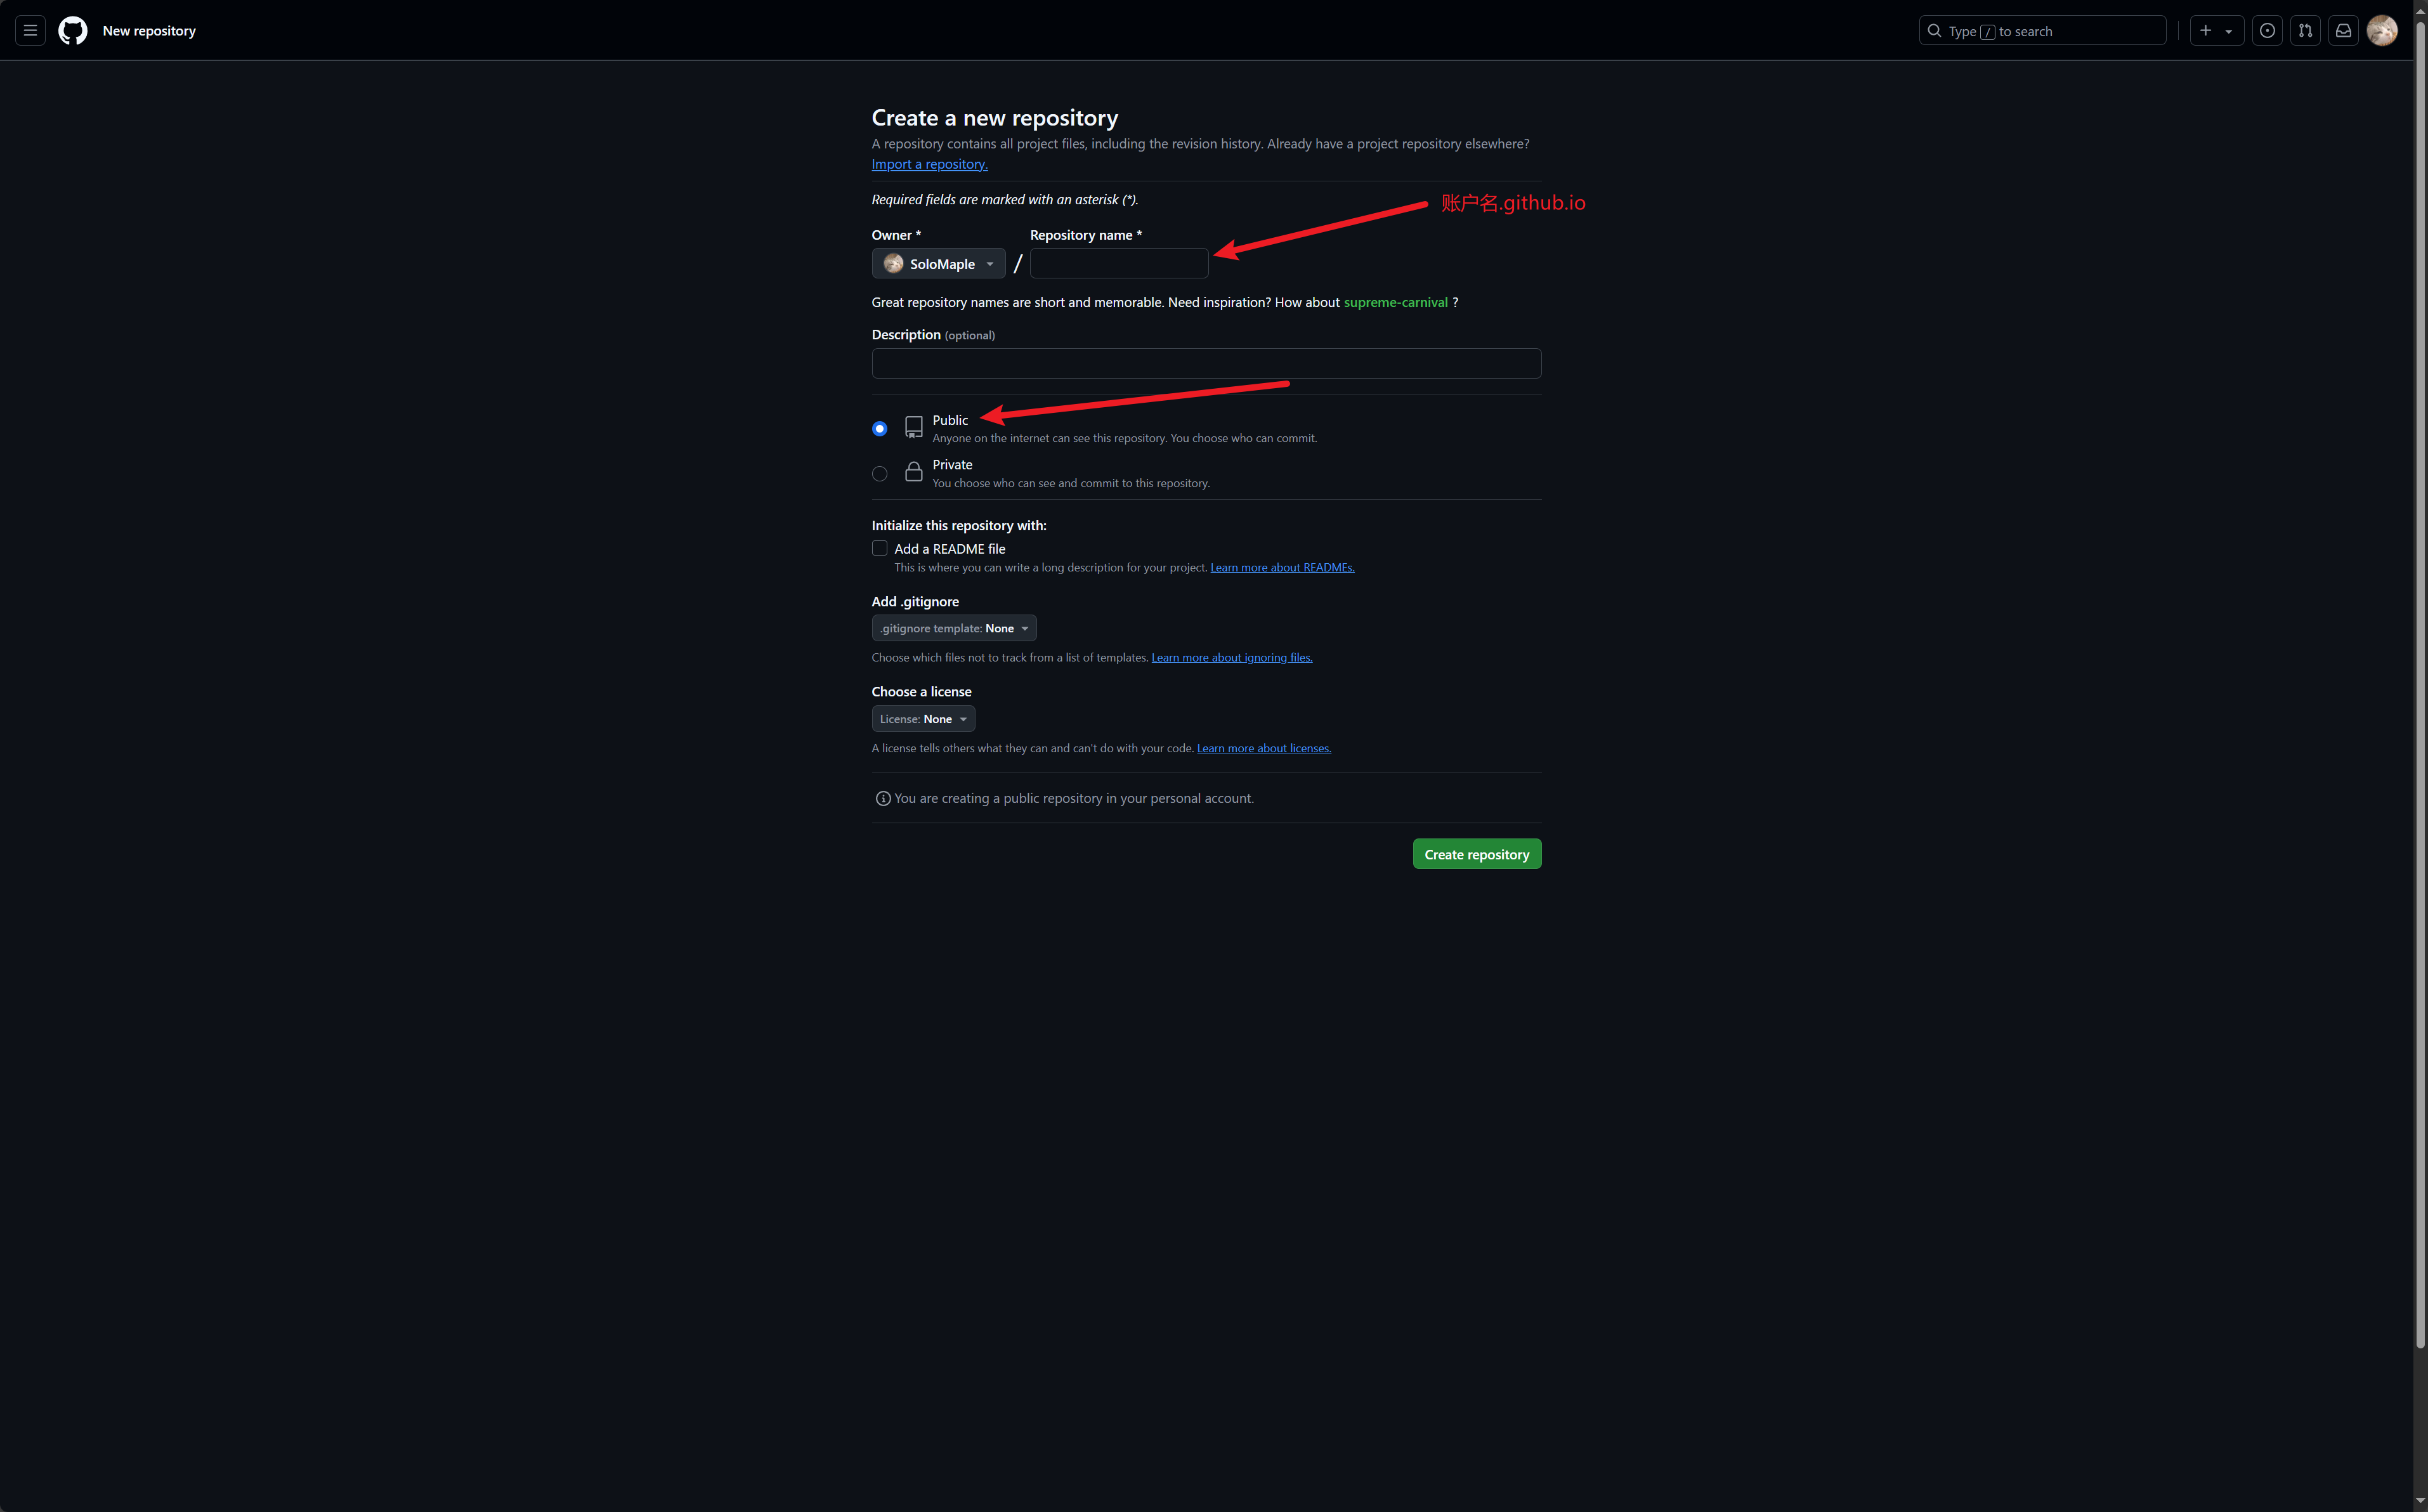 New repository
Type / to search
Create a new repository
A repository contains all project files, including the revision history. Already have a project repository elsewhere?
Import a repository.
Required fields are marked with an asterisk (*).
账户名.github.io
Owner * Repository name *
SoloMaple /
Great repository names are short and memorable. Need inspiration? How about supreme-carnival ?
Description (optional)
Public
Anyone on the internet can see this repository. You choose who can commit.
Private
You choose who can see and commit to this repository.
Initialize this repository with:
Add a README file
This is where you can write a long description for your project. Learn more about READMEs.
Add .gitignore
.gitignore template: None
Choose which files not to track from a list of templates. Learn more about ignoring files.
Choose a license
License: None
A license tells others what they can and can't do with your code. Learn more about licenses.
You are creating a public repository in your personal account.
Create repository